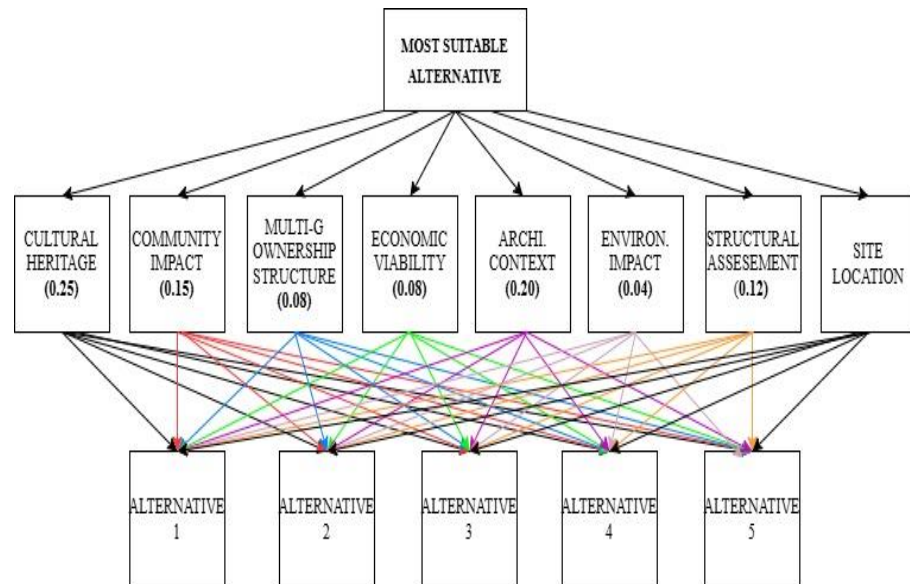 MOST SUITABLE
ALTERNATIVE
CULTURAL
HERITAGE
(0.25)
COMMUNITY
IMPACT
(0.15)
MULTI-G
OWNERSHIP
STRUCTURE
(0.08)
ECONOMIC
VIABILITY
(0.08)
ARCHI.
CONTEXT
(0.20)
ENVIRON.
IMPACT
(0.04)
STRUCTURAL
ASSESEMENT
(0.12)
SITE
LOCATION
ALTERNATIVE
1
ALTERNATIVE
2
ALTERNATIVE
3
ALTERNATIVE
4
ALTERNATIVE
5